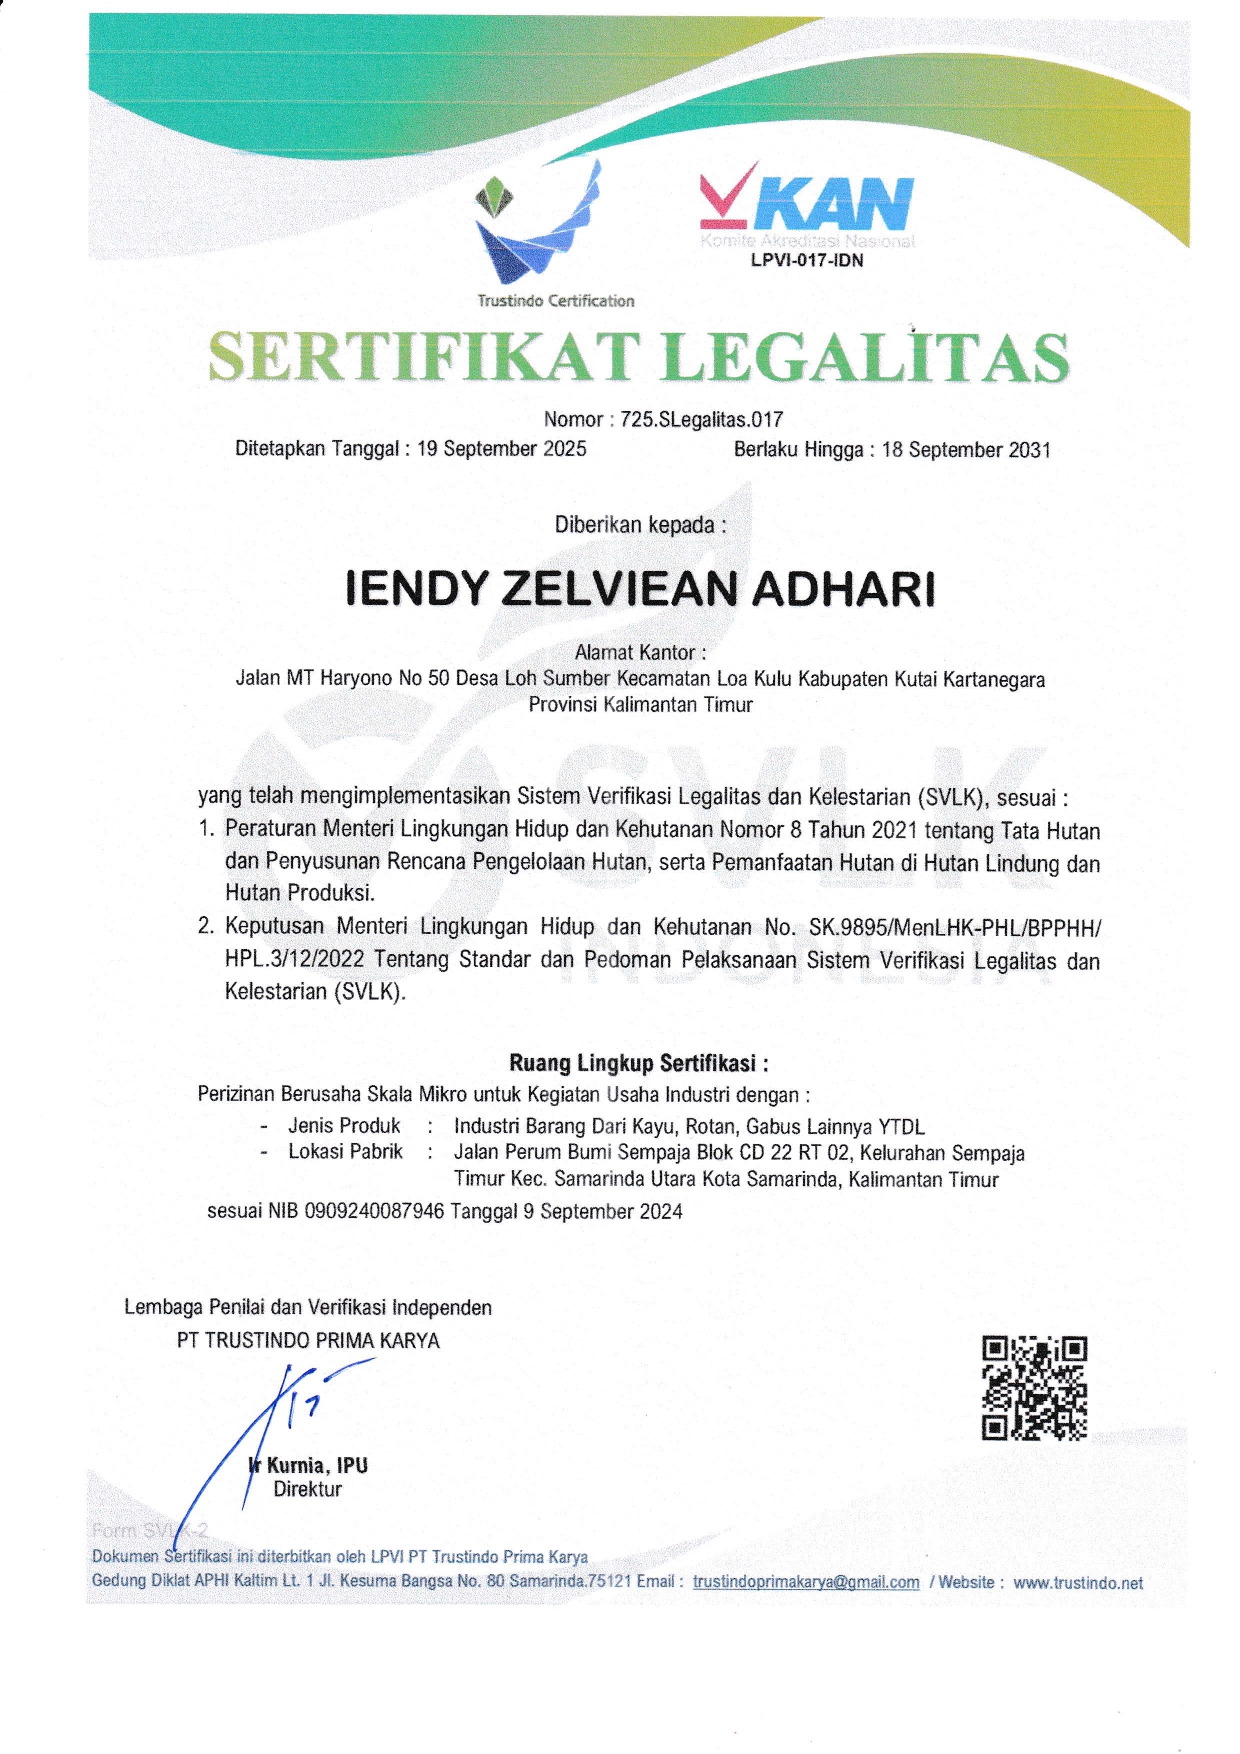 KAN
Komite Akreditasi Nasional
LPVI-017-IDN
Trustindo Certification
SERTIFIKAT LEGALITAS
Nomor : 725.SLegalitas.017
Ditetapkan Tanggal : 19 September 2025 Berlaku Hingga : 18 September 2031
Diberikan kepada :
IENDY ZELVIEAN ADHARI
Alamat Kantor :
Jalan MT Haryono No 50 Desa Loh Sumber Kecamatan Loa Kulu Kabupaten Kutai Kartanegara
Provinsi Kalimantan Timur
SVLK
INDONESIA
yang telah mengimplementasikan Sistem Verifikasi Legalitas dan Kelestarian (SVLK), sesuai :
1. Peraturan Menteri Lingkungan Hidup dan Kehutanan Nomor 8 Tahun 2021 tentang Tata Hutan
dan Penyusunan Rencana Pengelolaan Hutan, serta Pemanfaatan Hutan di Hutan Lindung dan
Hutan Produksi.
2. Keputusan Menteri Lingkungan Hidup dan Kehutanan No. SK.9895/MenLHK-PHL/BPPHH/
HPL.3/12/2022 Tentang Standar dan Pedoman Pelaksanaan Sistem Verifikasi Legalitas dan
Kelestarian (SVLK).
Ruang Lingkup Sertifikasi :
Perizinan Berusaha Skala Mikro untuk Kegiatan Usaha Industri dengan :
- Jenis Produk : Industri Barang Dari Kayu, Rotan, Gabus Lainnya YTDL
- Lokasi Pabrik : Jalan Perum Bumi Sempaja Blok CD 22 RT 02, Kelurahan Sempaja
Timur Kec. Samarinda Utara Kota Samarinda, Kalimantan Timur
sesuai NIB 0909240087946 Tanggal 9 September 2024
Lembaga Penilai dan Verifikasi Independen
PT TRUSTINDO PRIMA KARYA
Ir Kurnia, IPU
Direktur
Form SVLK-2
Dokumen Sertifikasi ini diterbitkan oleh LPVI PT Trustindo Prima Karya
Gedung Diklat APHI Kaltim Lt. 1 Jl. Kesuma Bangsa No. 80 Samarinda.75121 Email : trustindoprimakarya@gmail.com / Website : www.trustindo.net